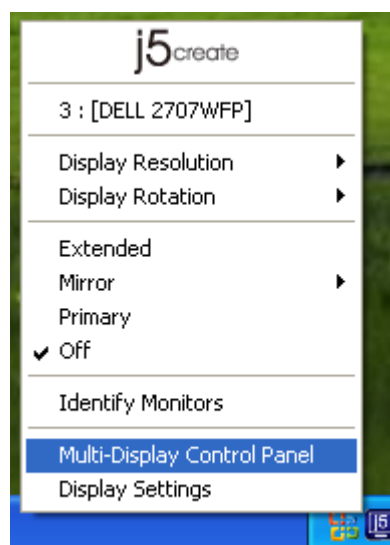 j5create
3 : [DELL 2707WFP]
Display Resolution
Display Rotation
Extended
Mirror
Primary
Off
Identify Monitors
Multi-Display Control Panel
Display Settings
j5